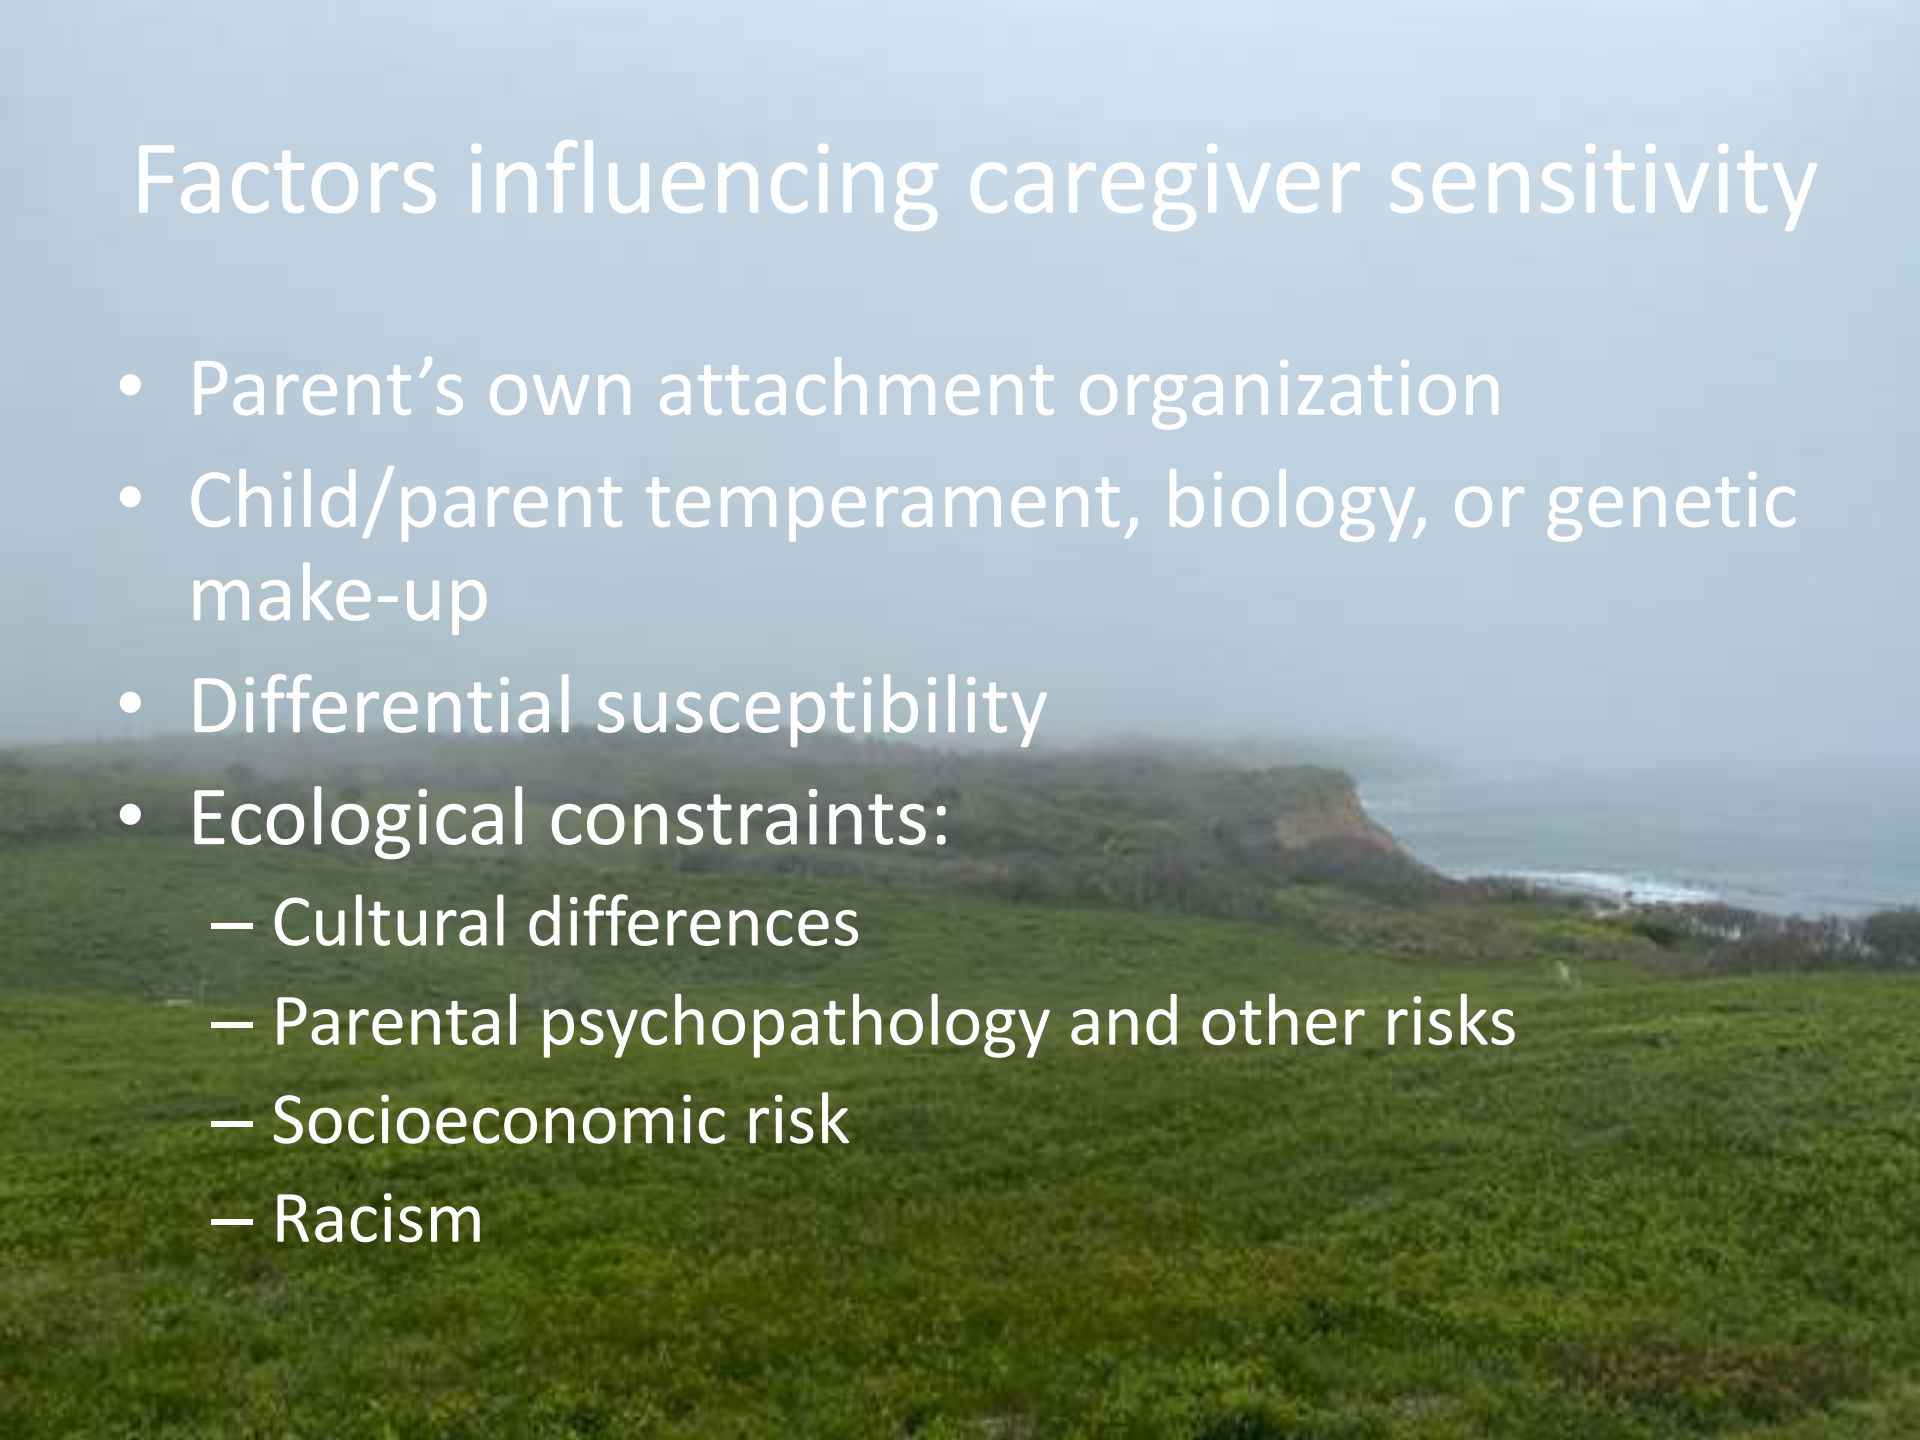 Factors influencing caregiver sensitivity
• Parent’s own attachment organization
• Child/parent temperament, biology, or genetic
make-up
• Differential susceptibility
• Ecological constraints:
– Cultural differences
– Parental psychopathology and other risks
– Socioeconomic risk
– Racism